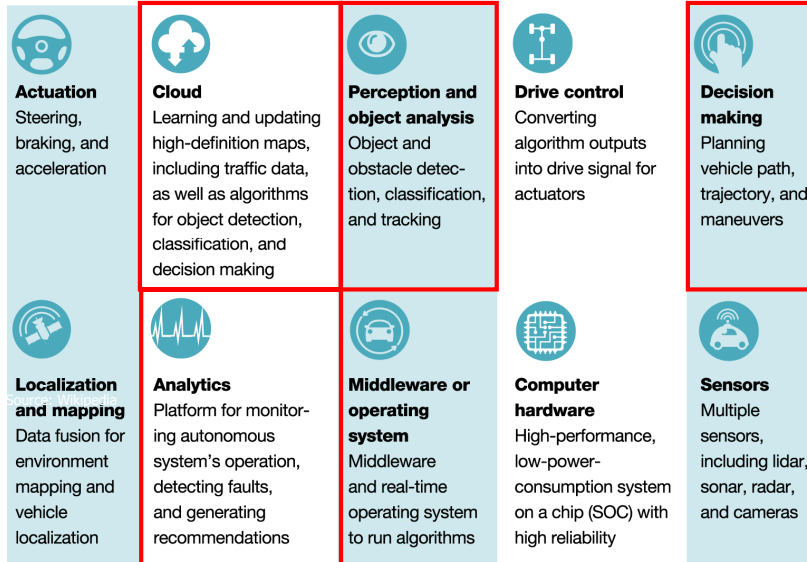 Actuation
Steering,
braking, and
acceleration
Cloud
Learning and updating
high-definition maps,
including traffic data,
as well as algorithms
for object detection,
classification, and
decision making
Perception and
object analysis
Object and
obstacle detec-
tion, classification,
and tracking
Drive control
Converting
algorithm outputs
into drive signal for
actuators
Decision
making
Planning
vehicle path,
trajectory, and
maneuvers
Localization
and mapping
Source: Wikipedia
Data fusion for
environment
mapping and
vehicle
localization
Analytics
Platform for monitor-
ing autonomous
system's operation,
detecting faults,
and generating
recommendations
Middleware or
operating
system
Middleware
and real-time
operating system
to run algorithms
Computer
hardware
High-performance,
low-power-
consumption system
on a chip (SOC) with
high reliability
Sensors
Multiple
sensors,
including lidar,
sonar, radar,
and cameras